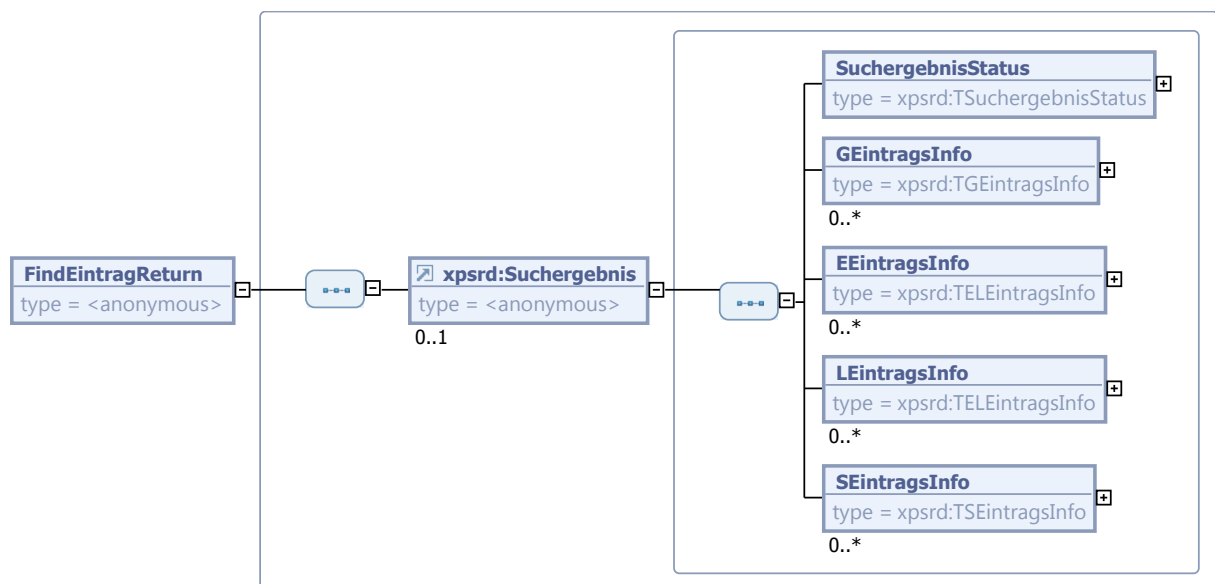 SuchergebnisStatus
type = xpsrd:TSuchergebnisStatus
GEintragsInfo
type = xpsrd:TGEintragsInfo
0..*
FindEintragReturn
type = <anonymous>
xpsrd:Suchergebnis
type = <anonymous>
0..1
EEintragsInfo
type = xpsrd:TELEintragsInfo
0..*
LEintragsInfo
type = xpsrd:TELEintragsInfo
0..*
SEintragsInfo
type = xpsrd:TSEintragsInfo
0..*